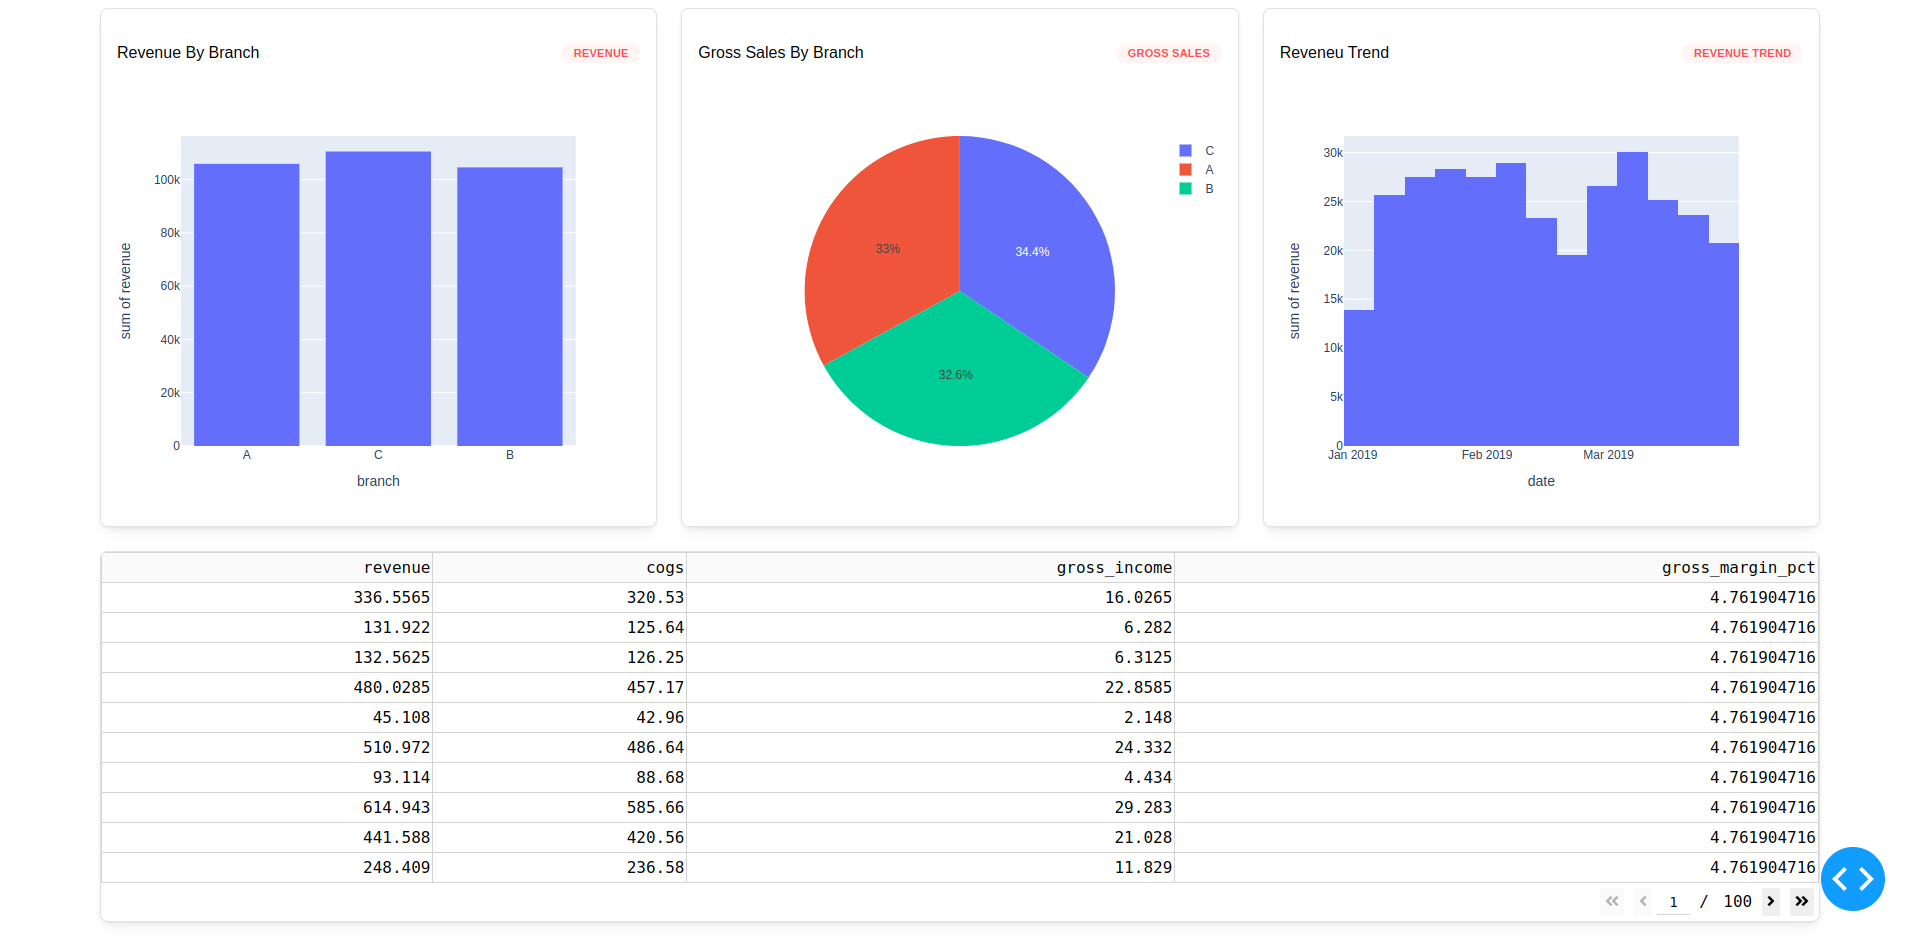 Revenue By Branch
REVENUE
100k
80k
60k
40k
20k
0
sum of revenue
A C B
branch
Gross Sales By Branch
GROSS SALES
C
A
B
33%
34.4%
32.6%
Reveneu Trend
REVENUE TREND
30k
25k
20k
15k
10k
5k
0
sum of revenue
Jan 2019 Feb 2019 Mar 2019
date
revenue cogs gross_income gross_margin_pct
336.5565 320.53 16.0265 4.761904716
131.922 125.64 6.282 4.761904716
132.5625 126.25 6.3125 4.761904716
480.0285 457.17 22.8585 4.761904716
45.108 42.96 2.148 4.761904716
510.972 486.64 24.332 4.761904716
93.114 88.68 4.434 4.761904716
614.943 585.66 29.283 4.761904716
441.588 420.56 21.028 4.761904716
248.409 236.58 11.829 4.761904716
1 / 100